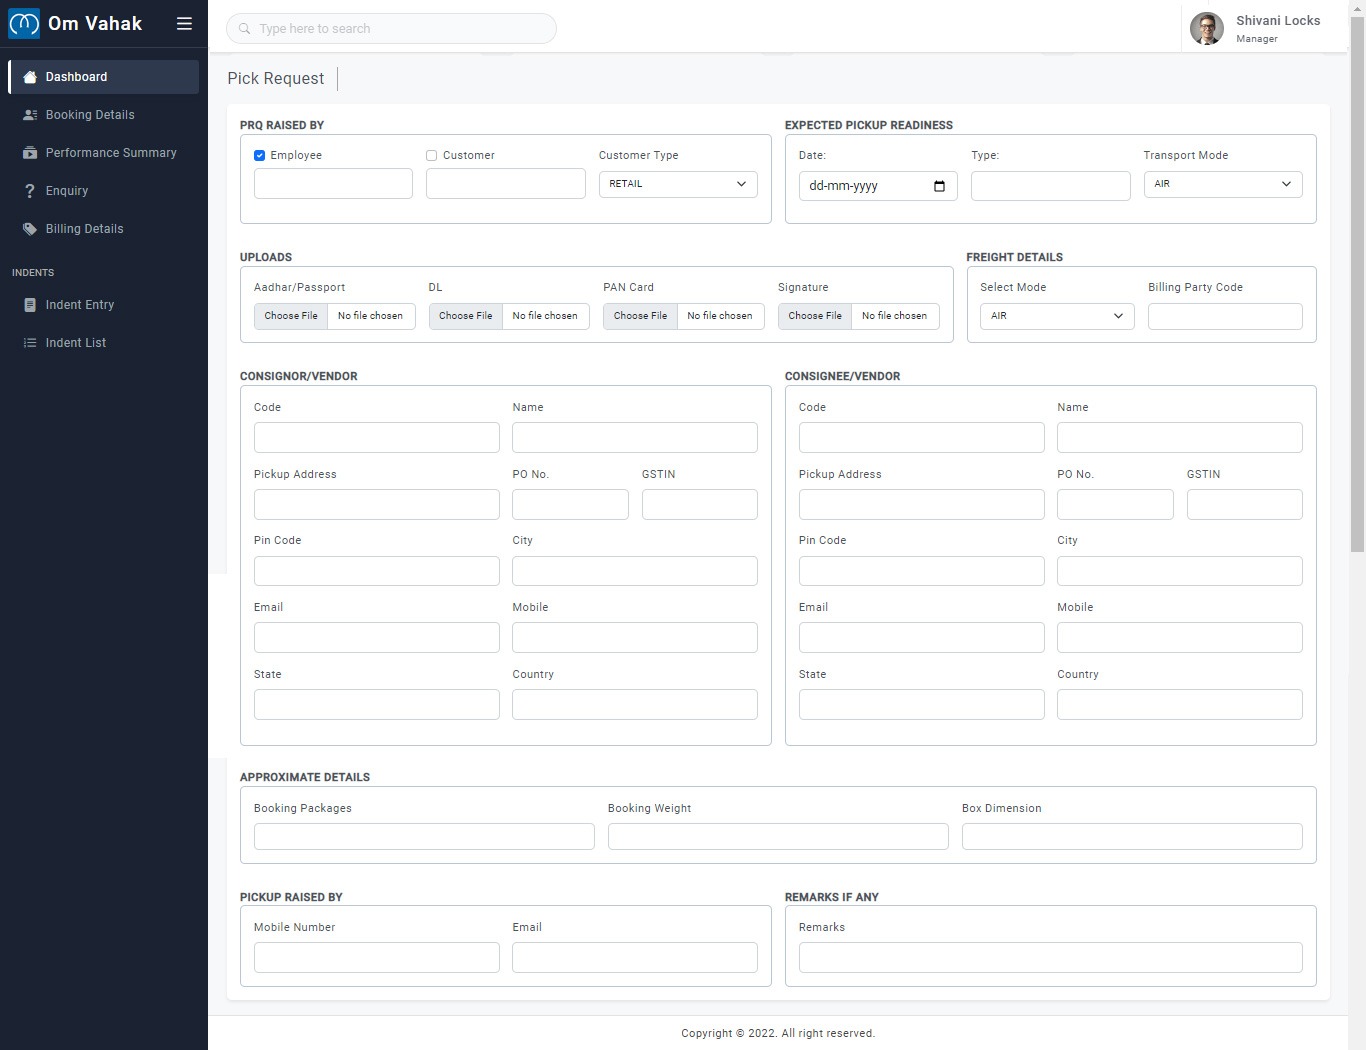 Om Vahak
Type here to search
Shivani Locks
Manager
Dashboard
Booking Details
Performance Summary
Enquiry
Billing Details
INDENTS
Indent Entry
Indent List
Pick Request
PRQ RAISED BY
Employee
Customer
Customer Type
RETAIL
EXPECTED PICKUP READINESS
Date:
Type:
Transport Mode
dd-mm-yyyy
AIR
UPLOADS
Aadhar/Passport
DL
PAN Card
Signature
Choose File No file chosen
Choose File No file chosen
Choose File No file chosen
Choose File No file chosen
FREIGHT DETAILS
Select Mode
Billing Party Code
AIR
CONSIGNOR/VENDOR
Code
Name
Pickup Address
PO No.
GSTIN
Pin Code
City
Email
Mobile
State
Country
CONSIGNEE/VENDOR
Code
Name
Pickup Address
PO No.
GSTIN
Pin Code
City
Email
Mobile
State
Country
APPROXIMATE DETAILS
Booking Packages
Booking Weight
Box Dimension
PICKUP RAISED BY
Mobile Number
Email
REMARKS IF ANY
Remarks
Copyright © 2022. All right reserved.